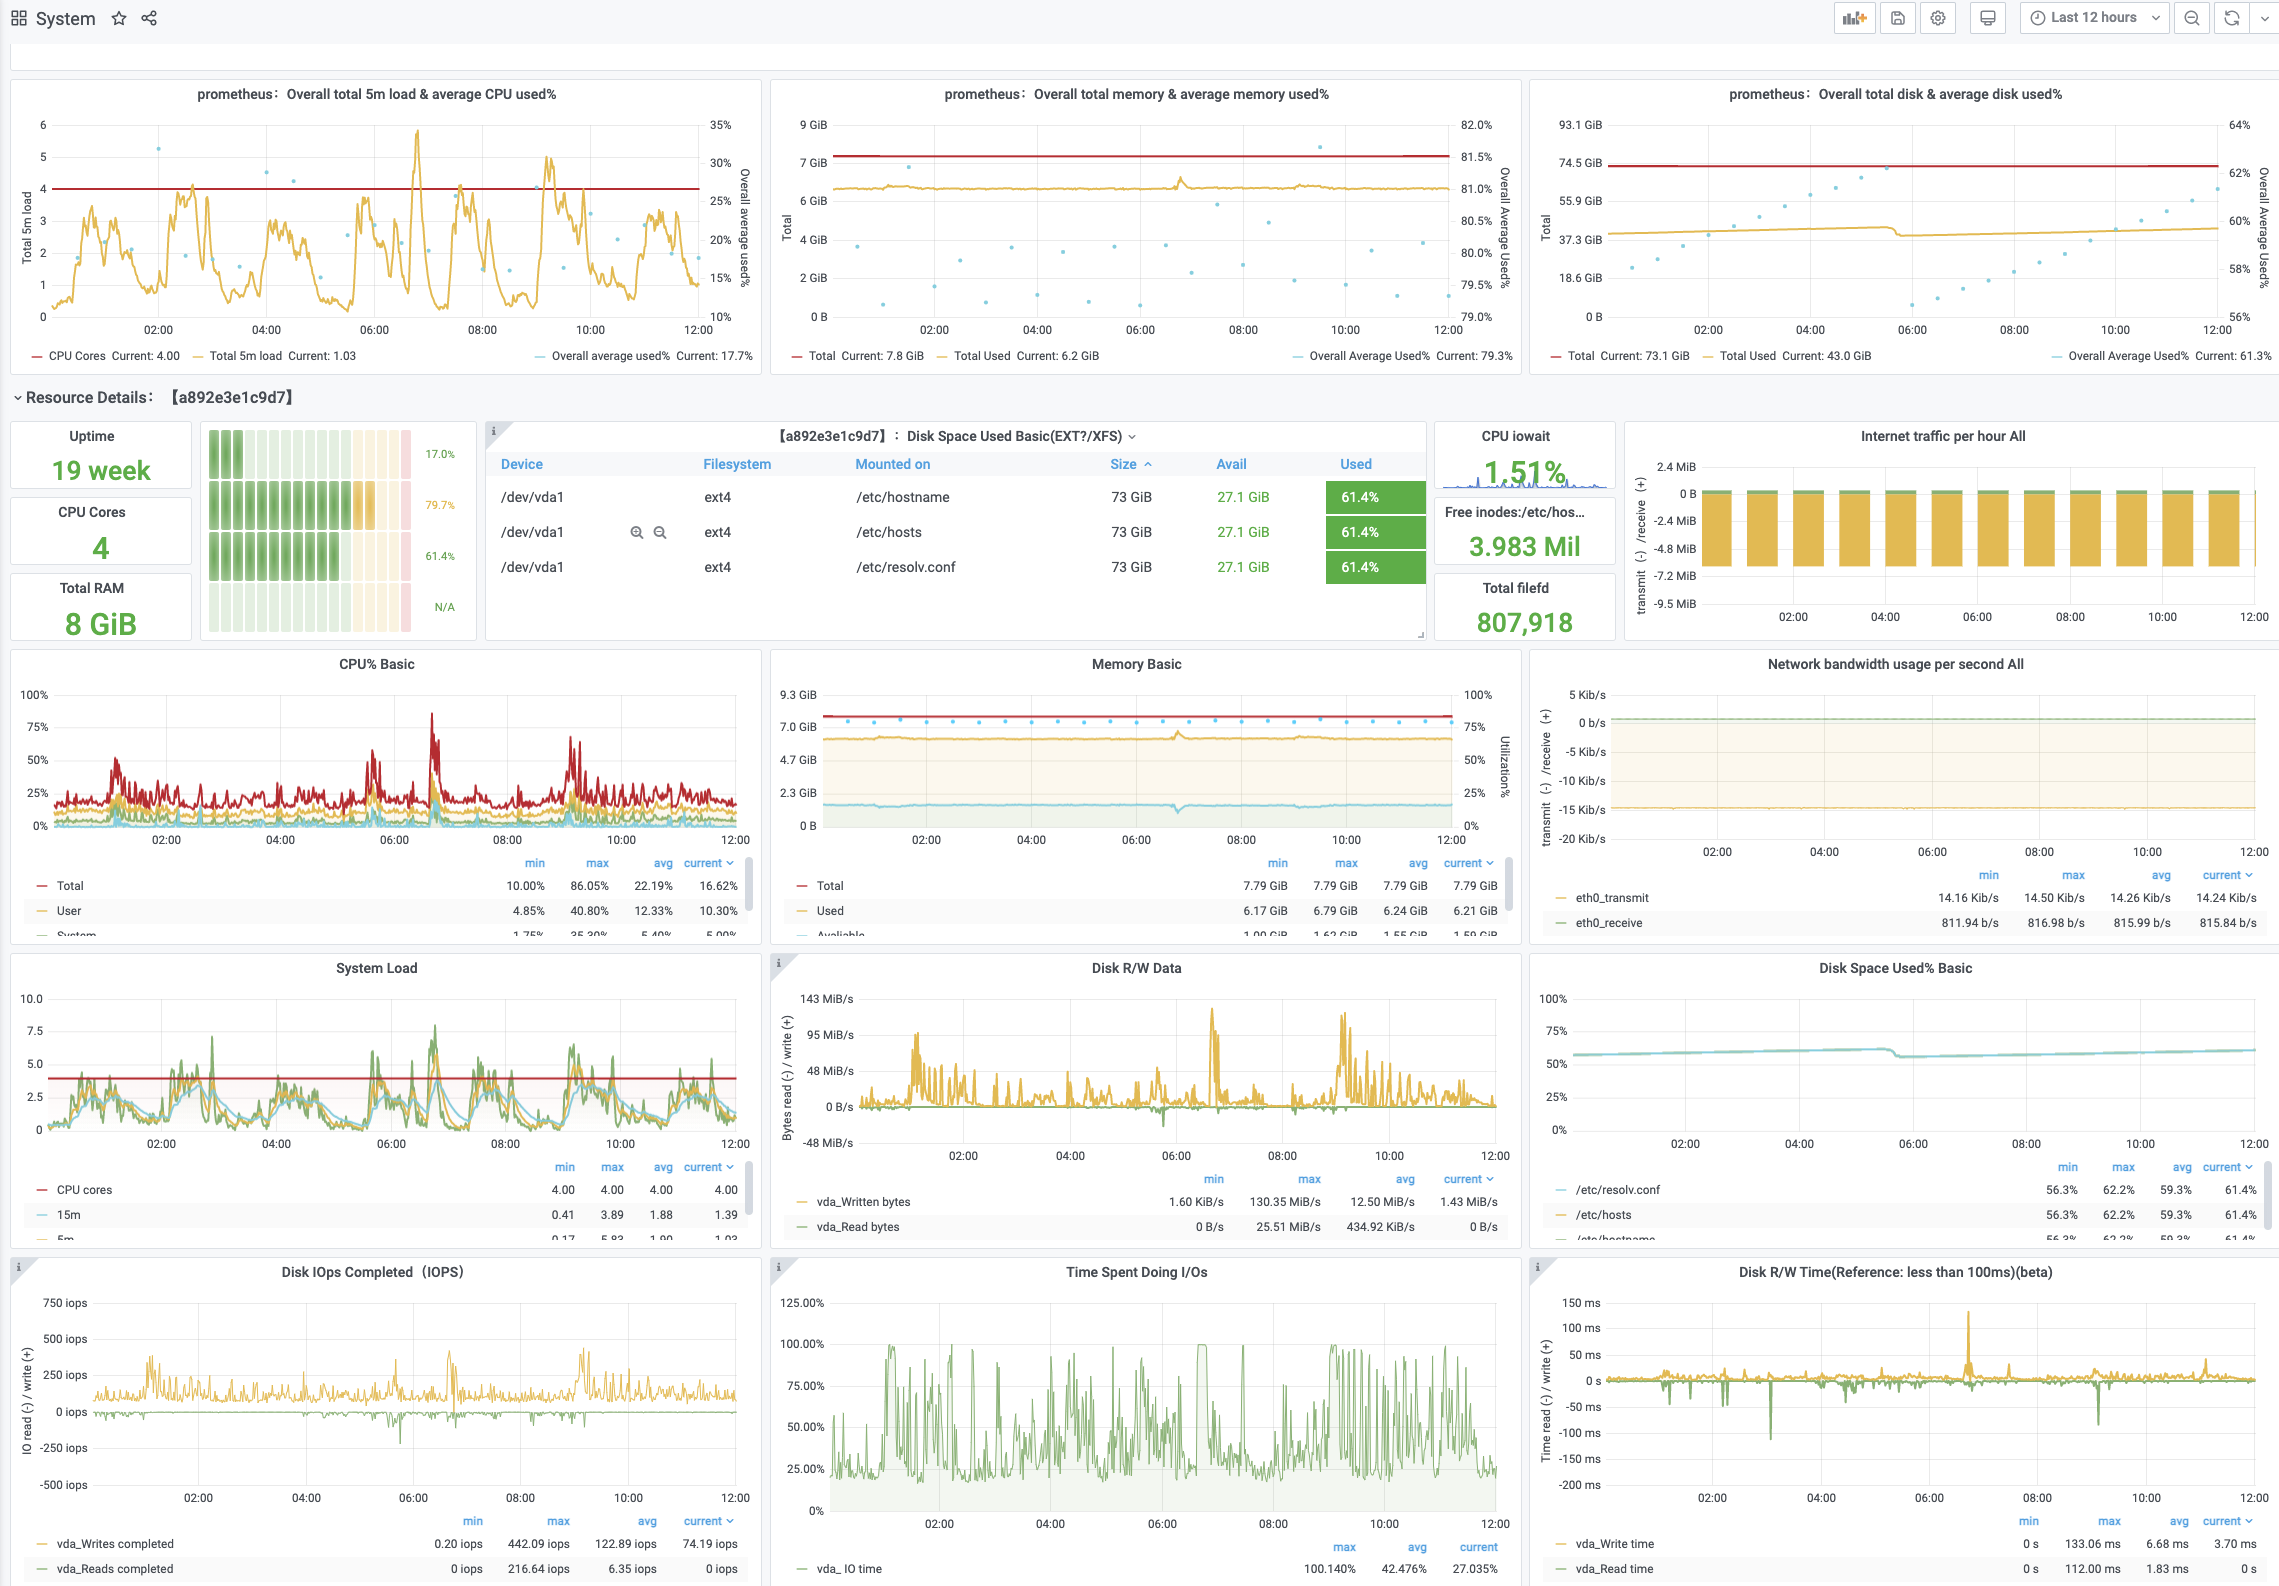 System
Last 12 hours
prometheus： Overall total 5m load & average CPU used%
6
5
4
3
2
1
0
35%
30%
25%
20%
15%
10%
Total 5m load
Overall average used%
02:00 04:00 06:00 08:00 10:00 12:00
CPU Cores Current: 4.00 Total 5m load Current: 1.03 Overall average used% Current: 17.7%
prometheus： Overall total memory & average memory used%
9 GiB
7 GiB
6 GiB
4 GiB
2 GiB
0 B
82.0%
81.5%
81.0%
80.5%
80.0%
79.5%
79.0%
Total
Overall Average Used%
02:00 04:00 06:00 08:00 10:00 12:00
Total Current: 7.8 GiB Total Used Current: 6.2 GiB Overall Average Used% Current: 79.3%
prometheus： Overall total disk & average disk used%
93.1 GiB
74.5 GiB
55.9 GiB
37.3 GiB
18.6 GiB
0 B
64%
62%
60%
58%
56%
Total
Overall Average Used%
02:00 04:00 06:00 08:00 10:00 12:00
Total Current: 73.1 GiB Total Used Current: 43.0 GiB Overall Average Used% Current: 61.3%
Resource Details： 【a892e3e1c9d7】
Uptime
19 week
CPU Cores
4
Total RAM
8 GiB
17.0%
79.7%
61.4%
N/A
【a892e3e1c9d7】：Disk Space Used Basic(EXT?/XFS)
Device Filesystem Mounted on Size Avail Used
/dev/vda1 ext4 /etc/hostname 73 GiB 27.1 GiB 61.4%
/dev/vda1 ext4 /etc/hosts 73 GiB 27.1 GiB 61.4%
/dev/vda1 ext4 /etc/resolv.conf 73 GiB 27.1 GiB 61.4%
CPU iowait
1.51%
Free inodes:/etc/hos...
3.983 Mil
Total filefd
807,918
Internet traffic per hour All
2.4 MiB
0 B
-2.4 MiB
-4.8 MiB
-7.2 MiB
-9.5 MiB
transmit（-）/receive（+）
02:00 04:00 06:00 08:00 10:00 12:00
CPU% Basic
100%
75%
50%
25%
0%
02:00 04:00 06:00 08:00 10:00 12:00
min max avg current
Total 10.00% 86.05% 22.19% 16.62%
User 4.85% 40.80% 12.33% 10.30%
System 1.75% 35.30% 5.40% 5.00%
Memory Basic
9.3 GiB
7.0 GiB
4.7 GiB
2.3 GiB
0 B
100%
75%
50%
25%
0%
Utilization%
02:00 04:00 06:00 08:00 10:00 12:00
min max avg current
Total 7.79 GiB 7.79 GiB 7.79 GiB 7.79 GiB
Used 6.17 GiB 6.79 GiB 6.24 GiB 6.21 GiB
Avaliable 1.00 GiB 1.62 GiB 1.55 GiB 1.59 GiB
Network bandwidth usage per second All
5 Kib/s
0 b/s
-5 Kib/s
-10 Kib/s
-15 Kib/s
-20 Kib/s
transmit（-）/receive（+）
02:00 04:00 06:00 08:00 10:00 12:00
min max avg current
eth0_transmit 14.16 Kib/s 14.50 Kib/s 14.26 Kib/s 14.24 Kib/s
eth0_receive 811.94 b/s 816.98 b/s 815.99 b/s 815.84 b/s
System Load
10.0
7.5
5.0
2.5
0
02:00 04:00 06:00 08:00 10:00 12:00
min max avg current
CPU cores 4.00 4.00 4.00 4.00
15m 0.41 3.89 1.88 1.39
5m 0.17 5.83 1.90 1.03
Disk R/W Data
143 MiB/s
95 MiB/s
48 MiB/s
0 B/s
-48 MiB/s
Bytes read (-) / write (+)
02:00 04:00 06:00 08:00 10:00 12:00
min max avg current
vda_Written bytes 1.60 KiB/s 130.35 MiB/s 12.50 MiB/s 1.43 MiB/s
vda_Read bytes 0 B/s 25.51 MiB/s 434.92 KiB/s 0 B/s
Disk Space Used% Basic
100%
75%
50%
25%
0%
02:00 04:00 06:00 08:00 10:00 12:00
min max avg current
/etc/resolv.conf 56.3% 62.2% 59.3% 61.4%
/etc/hosts 56.3% 62.2% 59.3% 61.4%
/etc/hostname 56.3% 62.2% 59.3% 61.4%
Disk IOps Completed（IOPS）
750 iops
500 iops
250 iops
0 iops
-250 iops
-500 iops
IO read (-) / write (+)
02:00 04:00 06:00 08:00 10:00 12:00
min max avg current
vda_Writes completed 0.20 iops 442.09 iops 122.89 iops 74.19 iops
vda_Reads completed 0 iops 216.64 iops 6.35 iops 0 iops
Time Spent Doing I/Os
125.00%
100.00%
75.00%
50.00%
25.00%
0%
02:00 04:00 06:00 08:00 10:00 12:00
max avg current
vda_ IO time 100.140% 42.476% 27.035%
Disk R/W Time(Reference: less than 100ms)(beta)
150 ms
100 ms
50 ms
0 s
-50 ms
-100 ms
-150 ms
-200 ms
Time read (-) / write (+)
02:00 04:00 06:00 08:00 10:00 12:00
min max avg current
vda_Write time 0 s 133.06 ms 6.68 ms 3.70 ms
vda_Read time 0 s 112.00 ms 1.83 ms 0 s